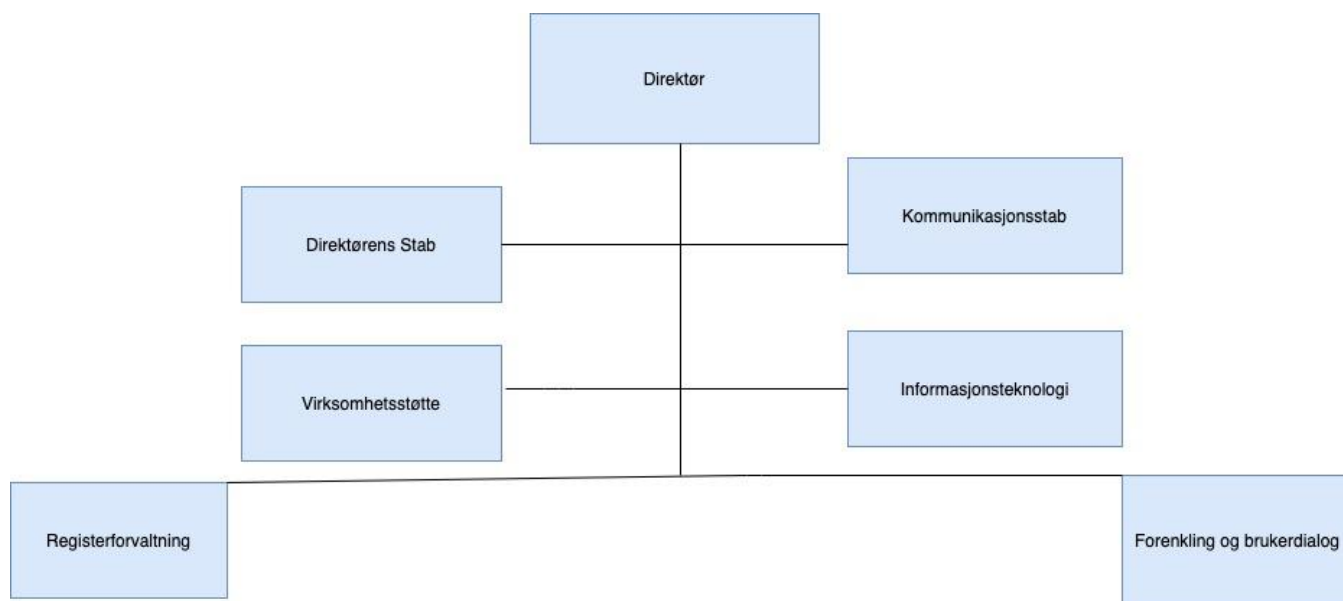 Direktør
Direktørens Stab
Kommunikasjonsstab
Virksomhetsstøtte
Informasjonsteknologi
Registerforvaltning
Forenkling og brukerdialog